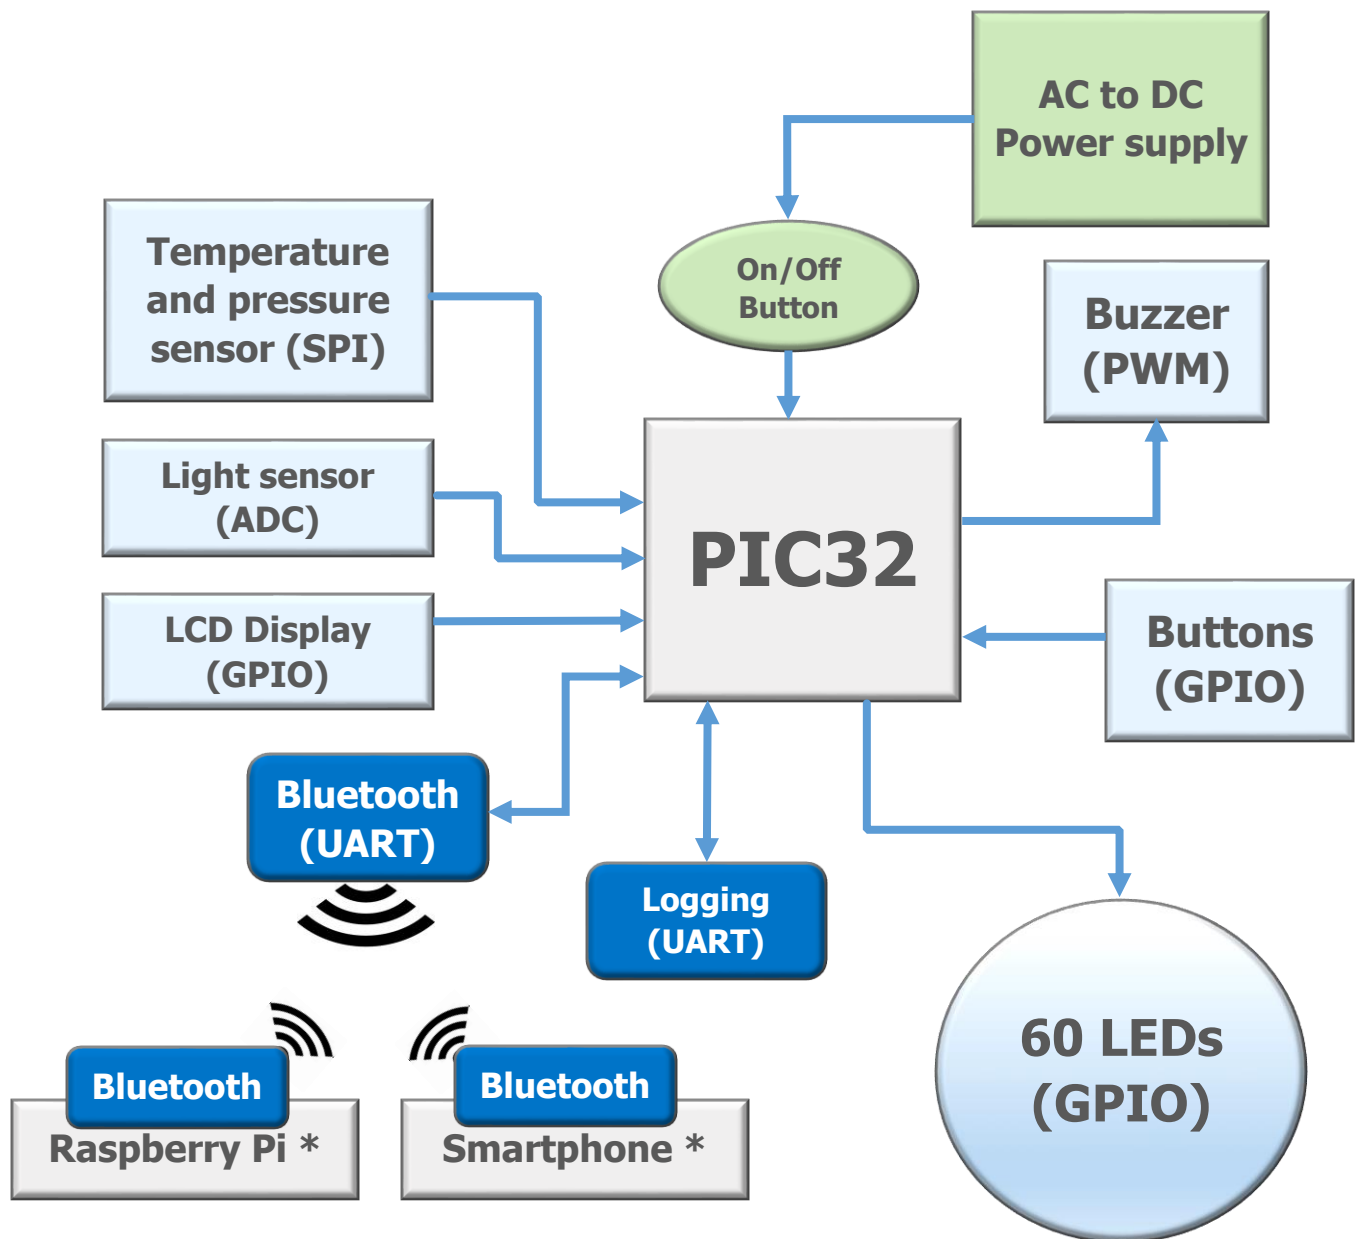 AC to DC
Power supply
Temperature
and pressure
sensor (SPI)
On/Off
Button
Buzzer
(PWM)
Light sensor
(ADC)
PIC32
LCD Display
(GPIO)
Buttons
(GPIO)
Bluetooth
(UART)
Logging
(UART)
60 LEDs
(GPIO)
Bluetooth
Raspberry Pi *
Bluetooth
Smartphone *